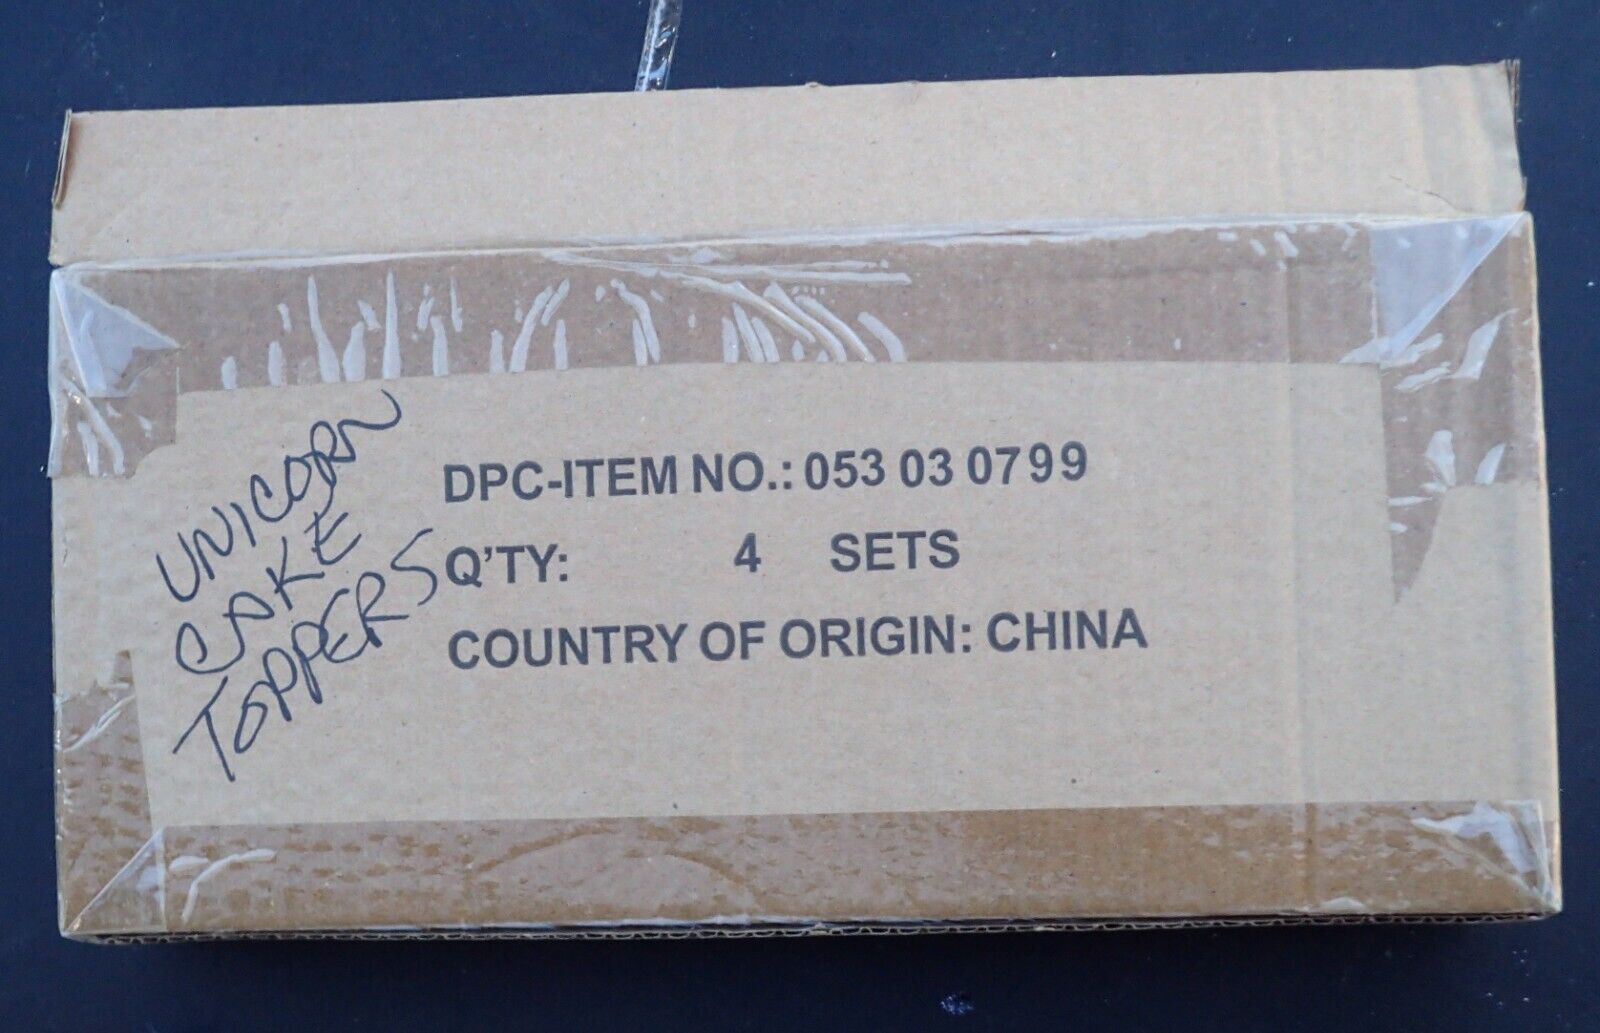 UNICORN
CAKE
TOPPERS
DPC-ITEM NO.: 053 03 0799
Q'TY: 4 SETS
COUNTRY OF ORIGIN: CHINA